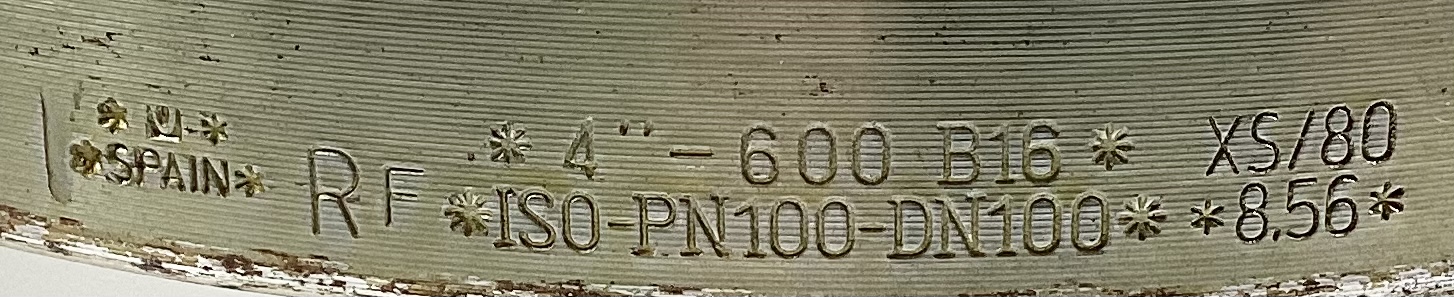 *M* RF *4" - 600 B16* XS/80
*SPAIN* *ISO-PN100-DN100* *8,56*